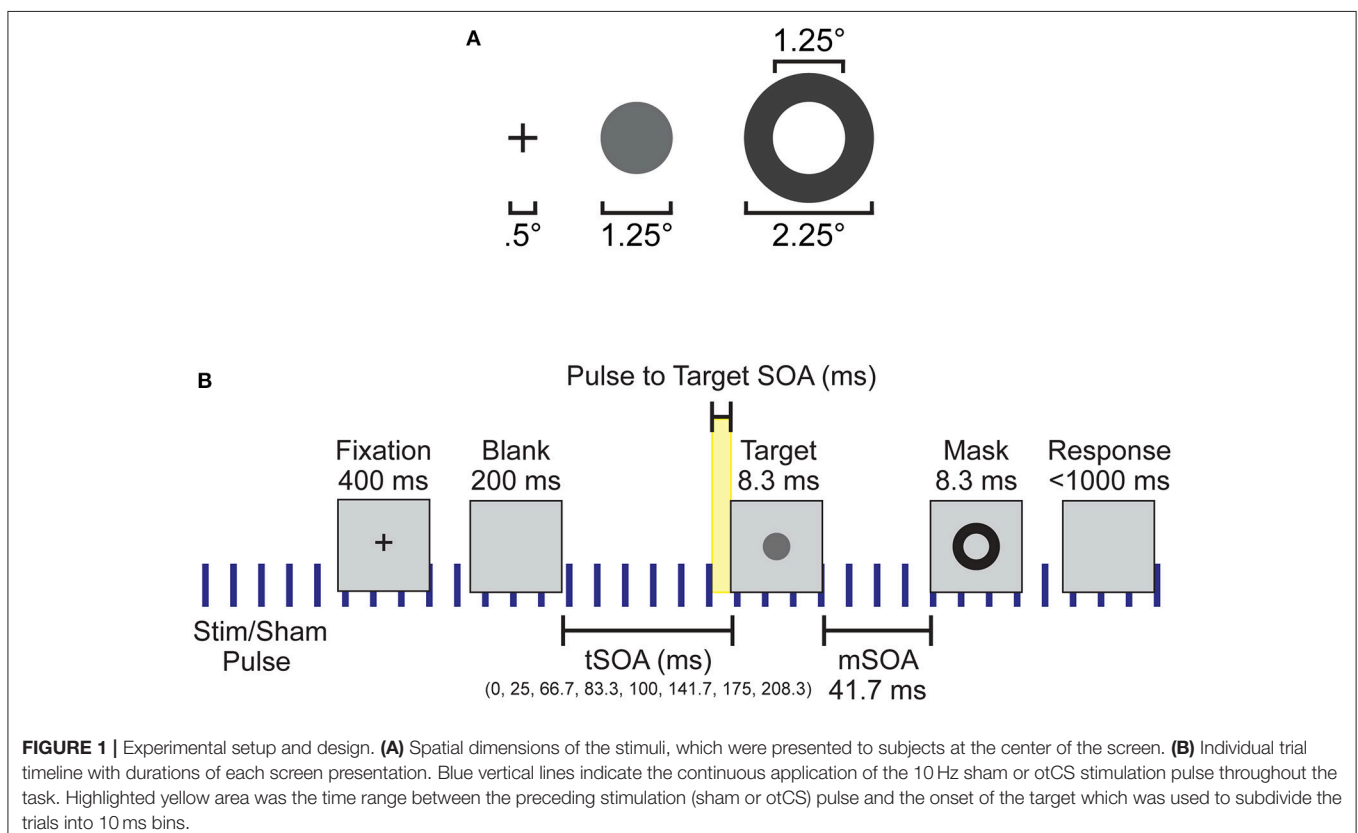 A
1.25°
.5°
1.25°
2.25°
B
Pulse to Target SOA (ms)
Fixation
400 ms
Blank
200 ms
Target
8.3 ms
Mask
8.3 ms
Response
<1000 ms
Stim/Sham
Pulse
tSOA (ms)
(0, 25, 66.7, 83.3, 100, 141.7, 175, 208.3)
mSOA
41.7 ms
FIGURE 1 | Experimental setup and design. (A) Spatial dimensions of the stimuli, which were presented to subjects at the center of the screen. (B) Individual trial
timeline with durations of each screen presentation. Blue vertical lines indicate the continuous application of the 10 Hz sham or otCS stimulation pulse throughout the
task. Highlighted yellow area was the time range between the preceding stimulation (sham or otCS) pulse and the onset of the target which was used to subdivide the
trials into 10 ms bins.